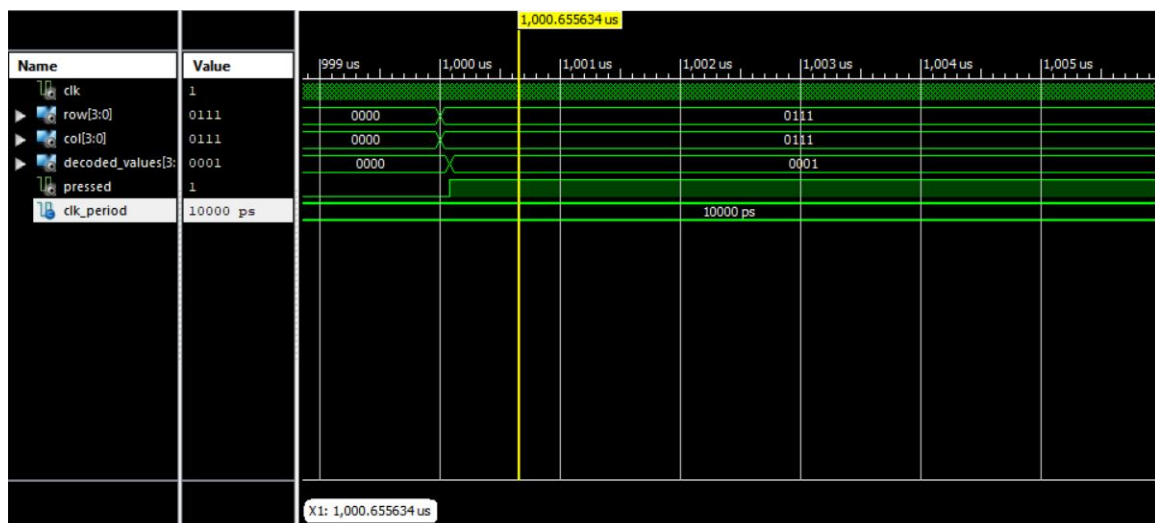 1,000.655634 us
Name Value 999 us 1,000 us 1,001 us 1,002 us 1,003 us 1,004 us 1,005 us
clk 1
row[3:0] 0111 0000 0111
col[3:0] 0111 0000 0111
decoded_values[3: 0001 0000 0001
pressed 1
clk_period 10000 ps 10000 ps
X1: 1,000.655634 us